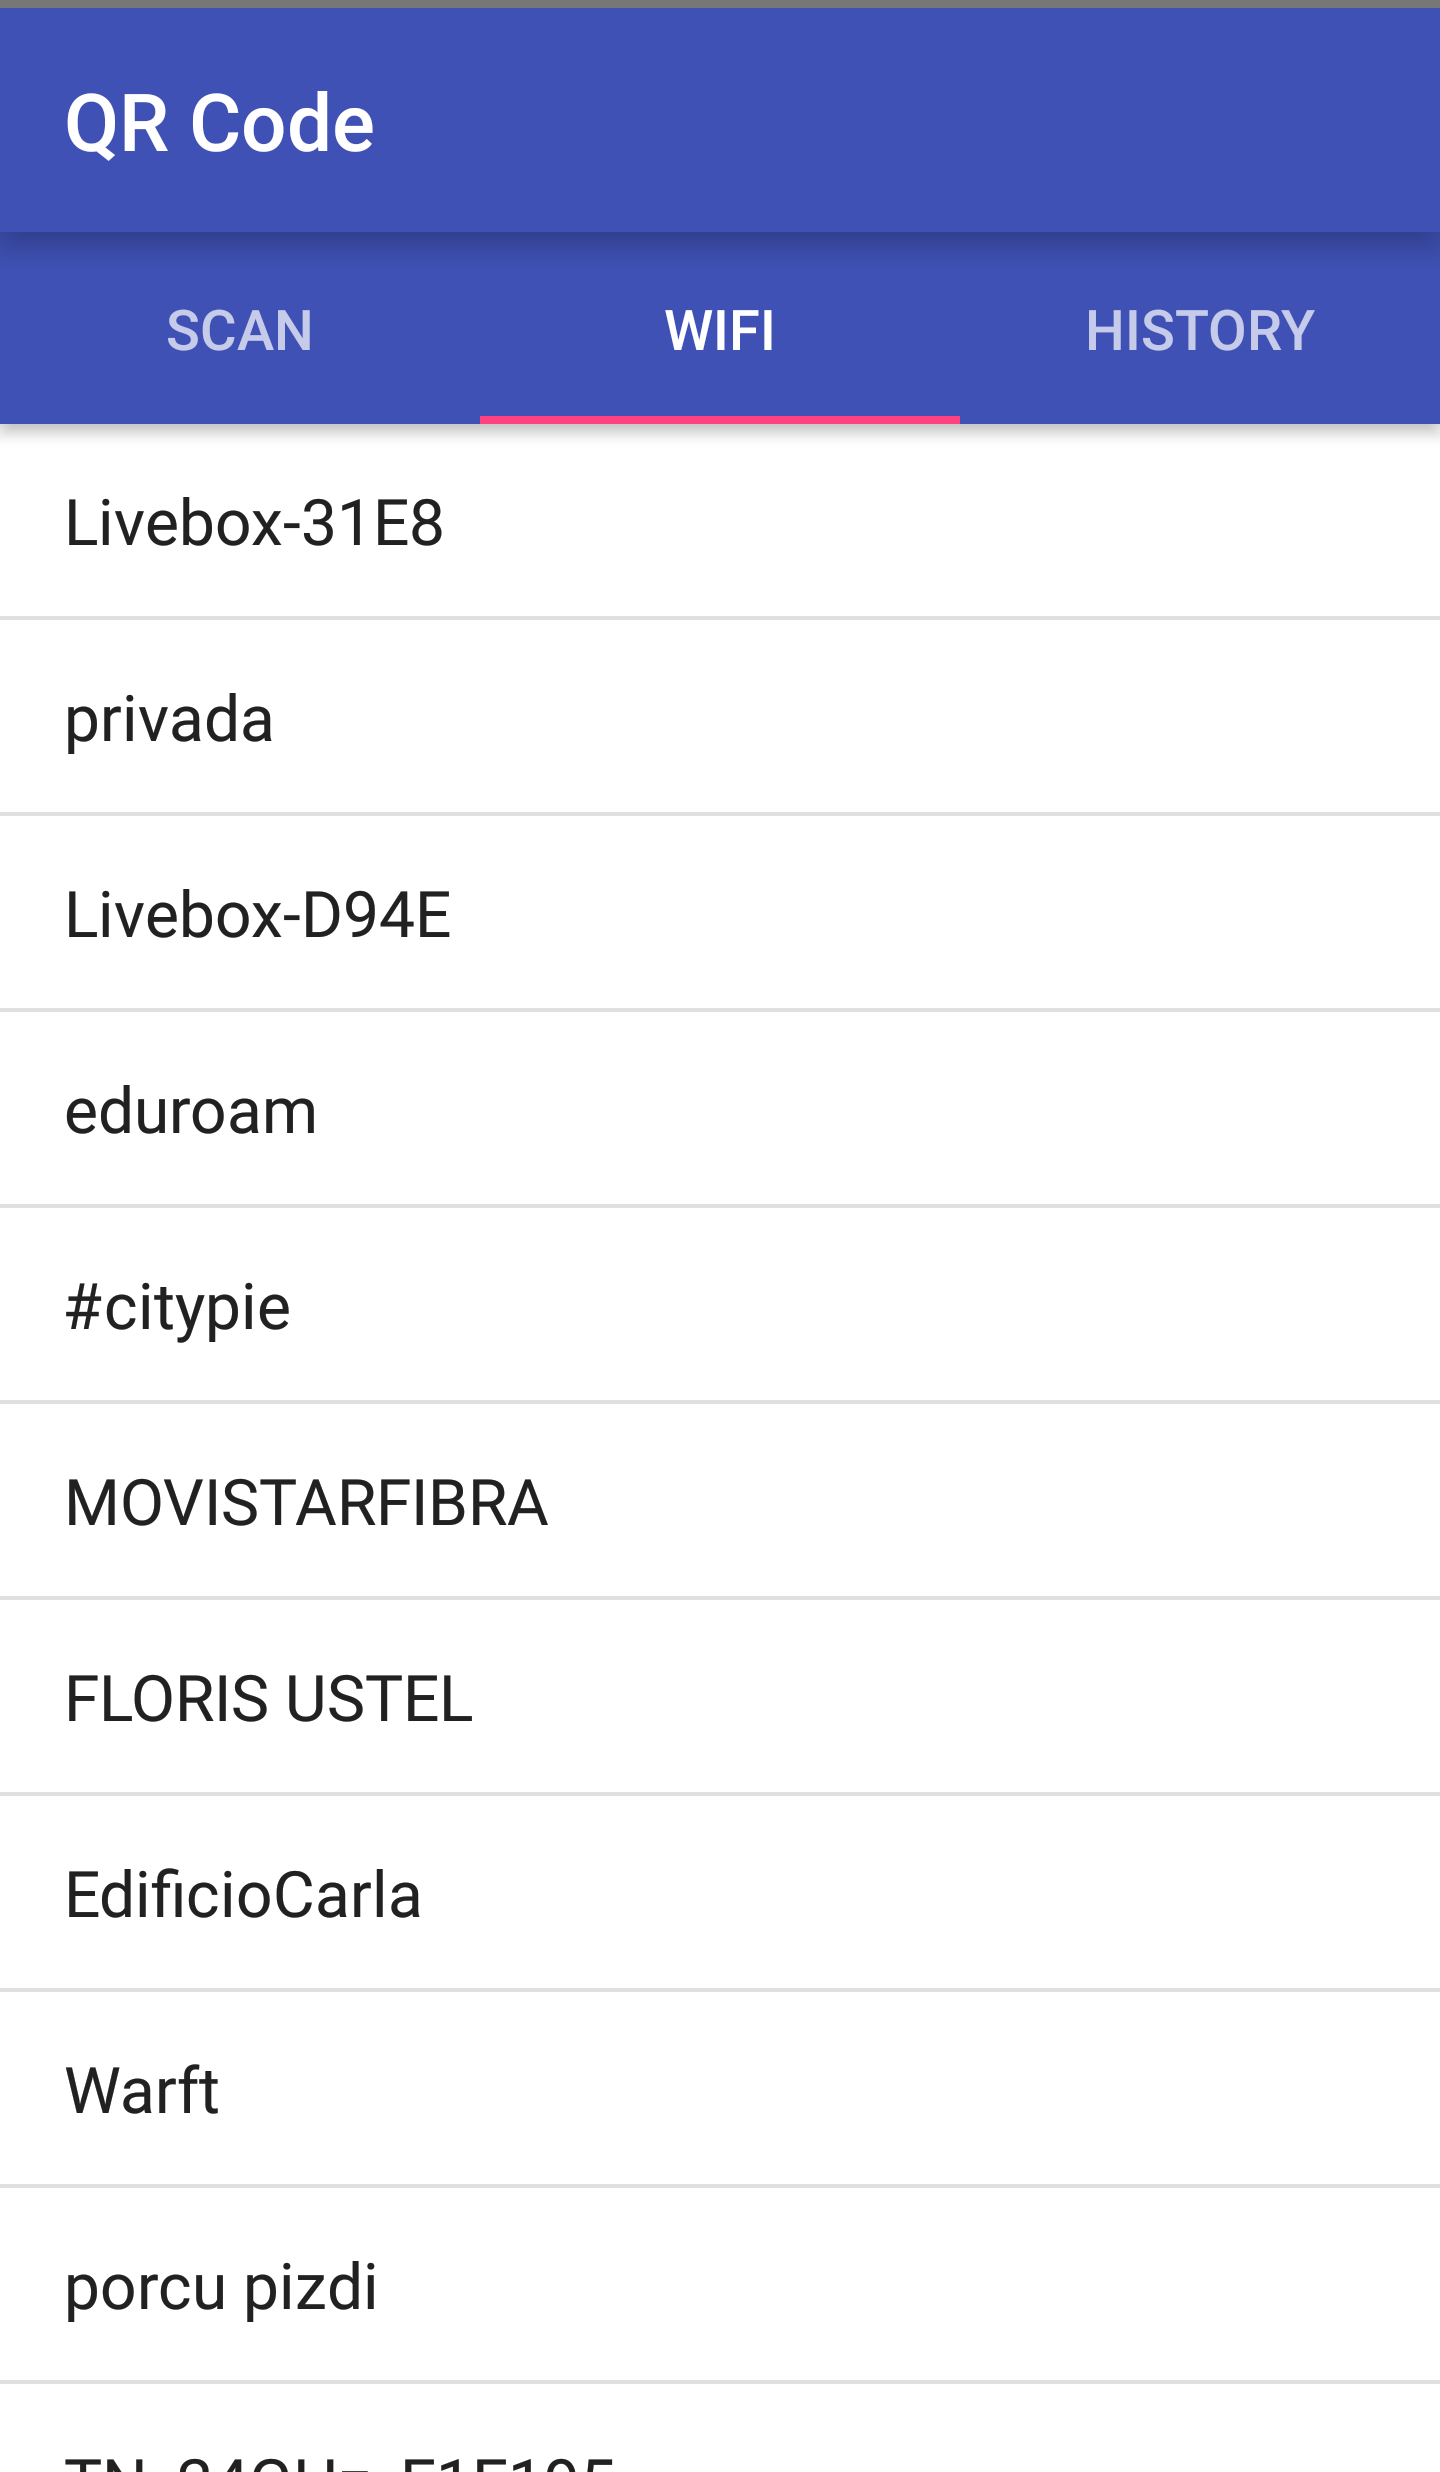 QR Code
SCAN WIFI HISTORY
Livebox-31E8
privada
Livebox-D94E
eduroam
#citypie
MOVISTARFIBRA
FLORIS USTEL
EdificioCarla
Warft
porcu pizdi